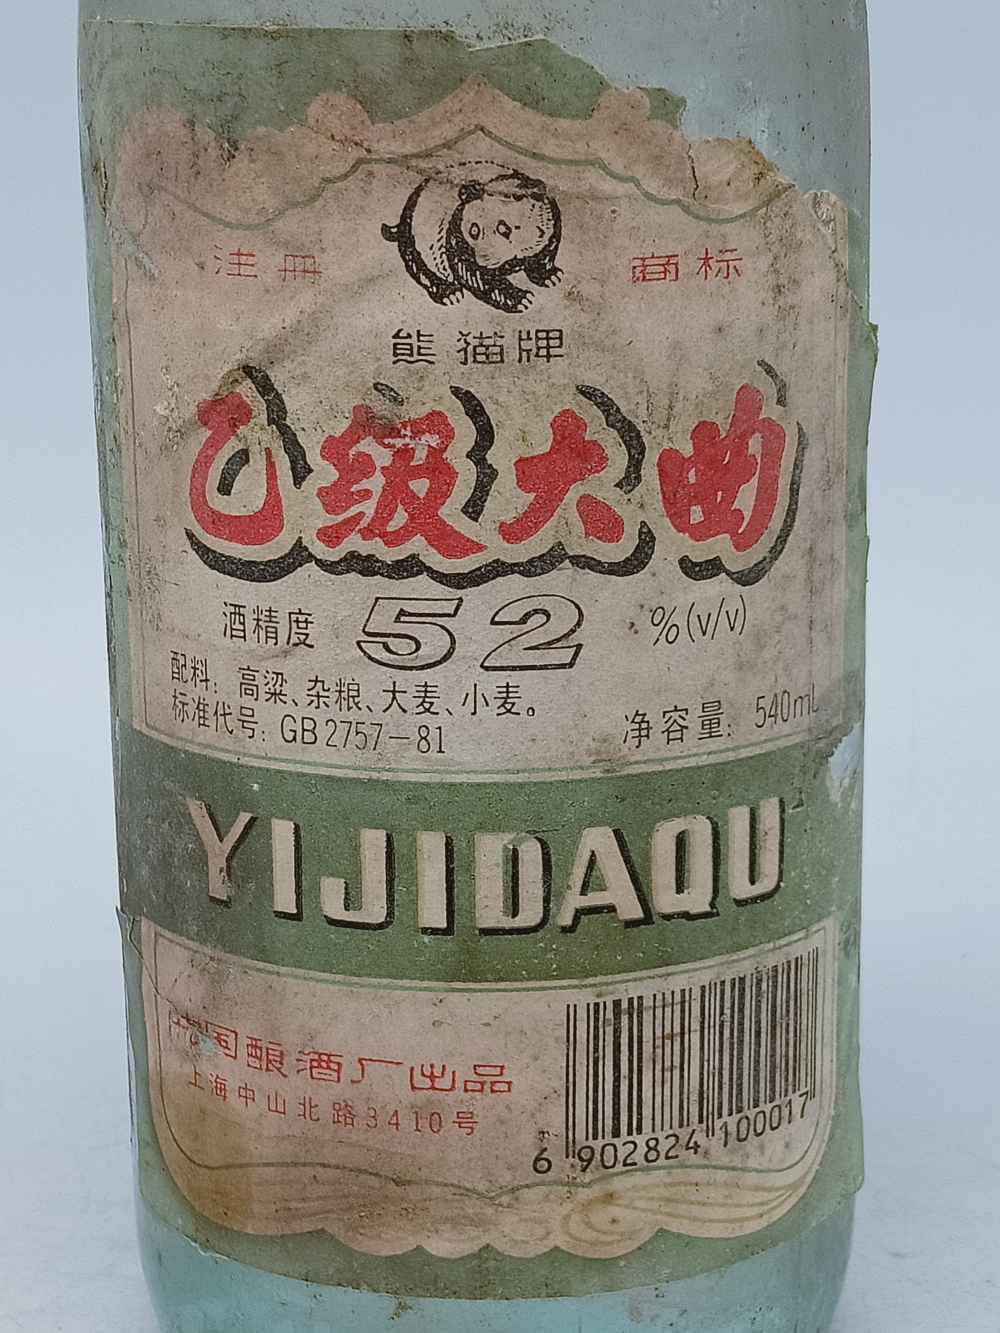 注册 商标
熊猫牌
乙级大曲
酒精度 52 %(v/v)
配料：高粱、杂粮、大麦、小麦。
标准代号：GB2757-81
净容量：540mL
YIJIDAQU
国酿酒厂出品
上海中山北路3410号
6 902824 100017